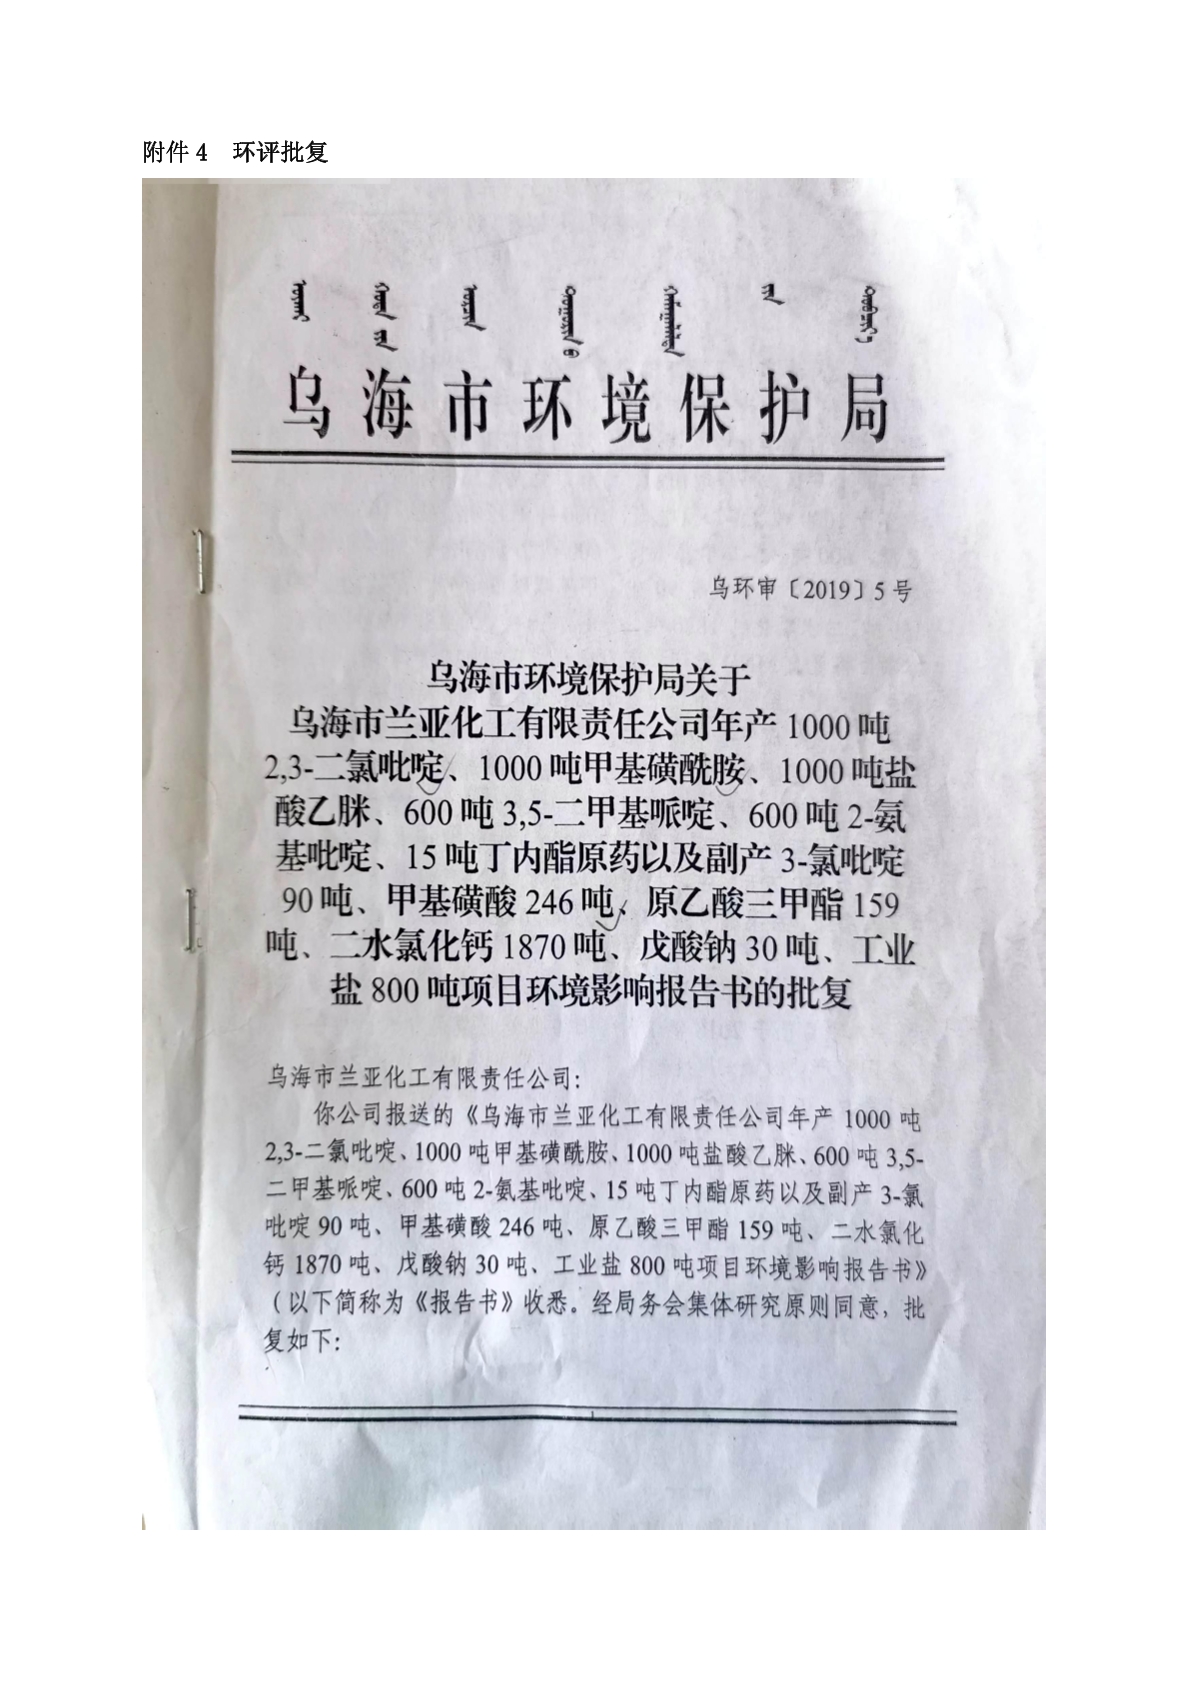 附件 4 环评批复
乌海市环境保护局
乌环审〔2019〕5 号
乌海市环境保护局关于
乌海市兰亚化工有限责任公司年产 1000 吨
2,3-二氯吡啶、1000 吨甲基磺酰胺、1000 吨盐
酸乙脒、600 吨 3,5-二甲基哌啶、600 吨 2-氨
基吡啶、15 吨丁内酯原药以及副产 3-氯吡啶
90 吨、甲基磺酸 246 吨、原乙酸三甲酯 159
吨、二水氯化钙 1870 吨、戊酸钠 30 吨、工业
盐 800 吨项目环境影响报告书的批复
乌海市兰亚化工有限责任公司：
你公司报送的《乌海市兰亚化工有限责任公司年产 1000 吨
2,3-二氯吡啶、1000 吨甲基磺酰胺、1000 吨盐酸乙脒、600 吨 3,5-
二甲基哌啶、600 吨 2-氨基吡啶、15 吨丁内酯原药以及副产 3-氯
吡啶 90 吨、甲基磺酸 246 吨、原乙酸三甲酯 159 吨、二水氯化
钙 1870 吨、戊酸钠 30 吨、工业盐 800 吨项目环境影响报告书》
（以下简称为《报告书》收悉。经局务会集体研究原则同意，批
复如下：